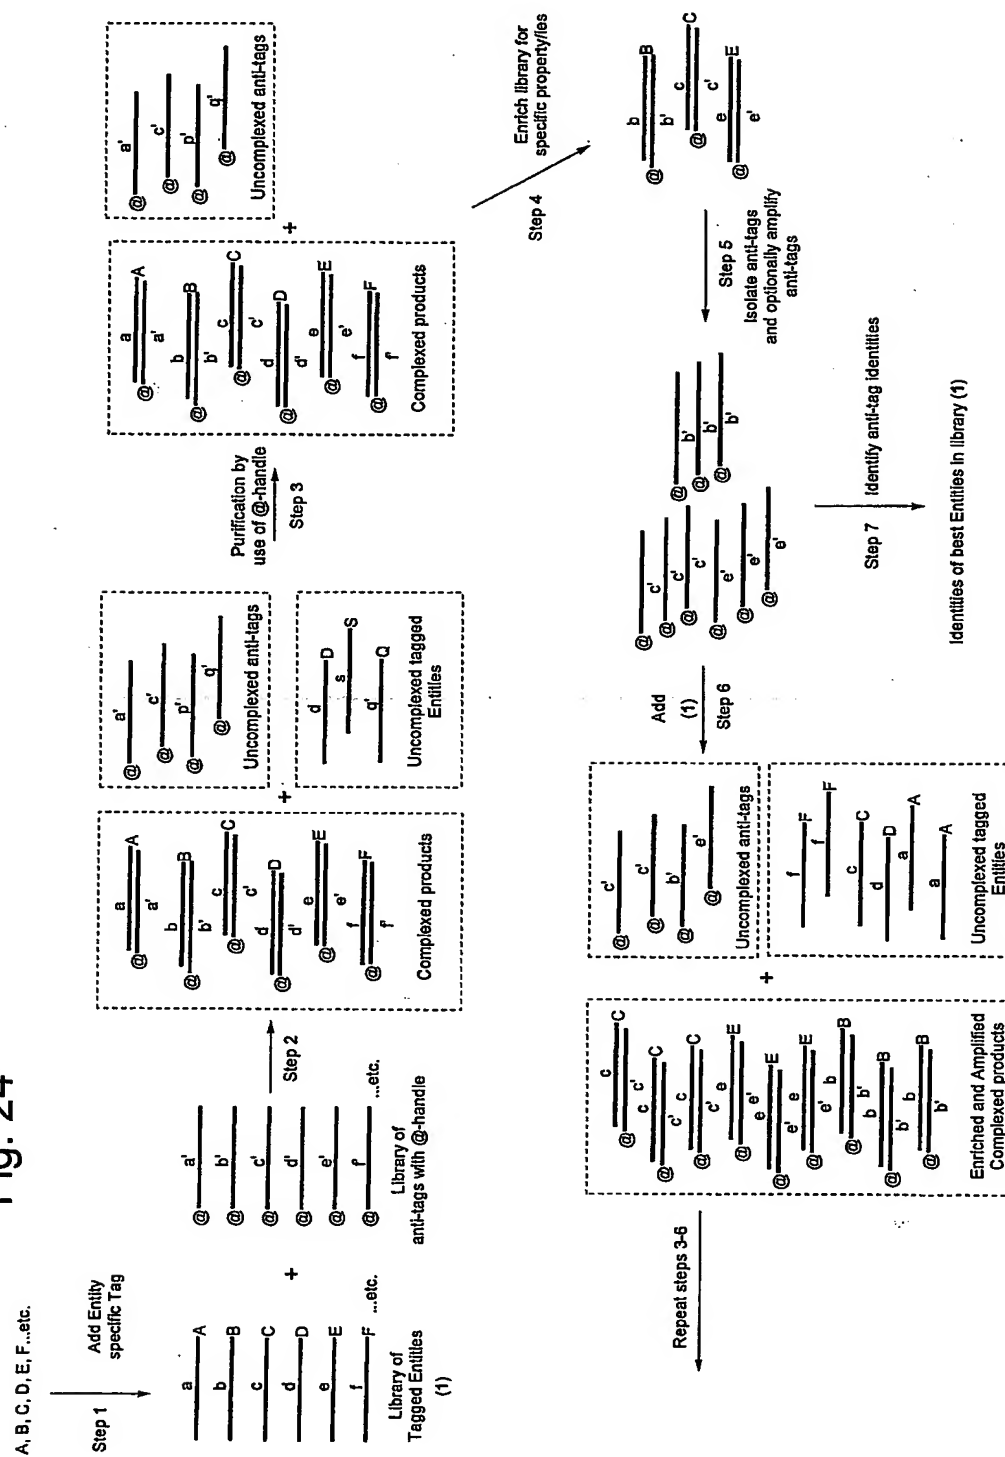 Fig. 24
A, B, C, D, E, F...etc.
Step 1
Add Entity
specific Tag
a
A
b
B
c
C
d
D
e
E
f
F
...etc.
Library of
Tagged Entities
(1)
+
@
a'
@
b'
@
c'
@
d'
@
e'
@
f'
...etc.
Library of
anti-tags with @-handle
Step 2
a
A
@
a'
b
B
@
b'
c
C
@
c'
d
D
@
d'
e
E
@
e'
f
F
@
f'
Complexed products
+
@
a'
@
c'
@
p'
@
q'
Uncomplexed anti-tags
d
D
s
S
q'
Q
Uncomplexed tagged
Entities
Purification by
use of @-handle
Step 3
a
A
@
a'
b
B
@
b'
c
C
@
c'
d
D
@
d'
e
E
@
e'
f
F
@
f'
Complexed products
+
@
a'
@
c'
@
p'
@
q'
Uncomplexed anti-tags
Step 4
Enrich library for
specific property/ies
b
B
@
b'
c
C
@
c'
e
E
@
e'
Step 5
Isolate anti-tags
and optionally amplify
anti-tags
@
b'
@
b'
@
b'
@
c'
@
c'
@
c'
@
e'
@
e'
@
e'
Step 7
Identify anti-tag identities
Identities of best Entities in library (1)
Add
(1)
Step 6
@
c'
@
c'
@
b'
@
e'
Uncomplexed anti-tags
f
F
f
F
c
C
d
D
a
A
a
A
Uncomplexed tagged
Entities
+
c
C
@
c'
c
C
@
c'
c
C
@
c'
e
E
@
e'
e
E
@
e'
e
E
@
e'
b
B
@
b'
b
B
@
b'
b
B
@
b'
Enriched and Amplified
Complexed products
Repeat steps 3-6